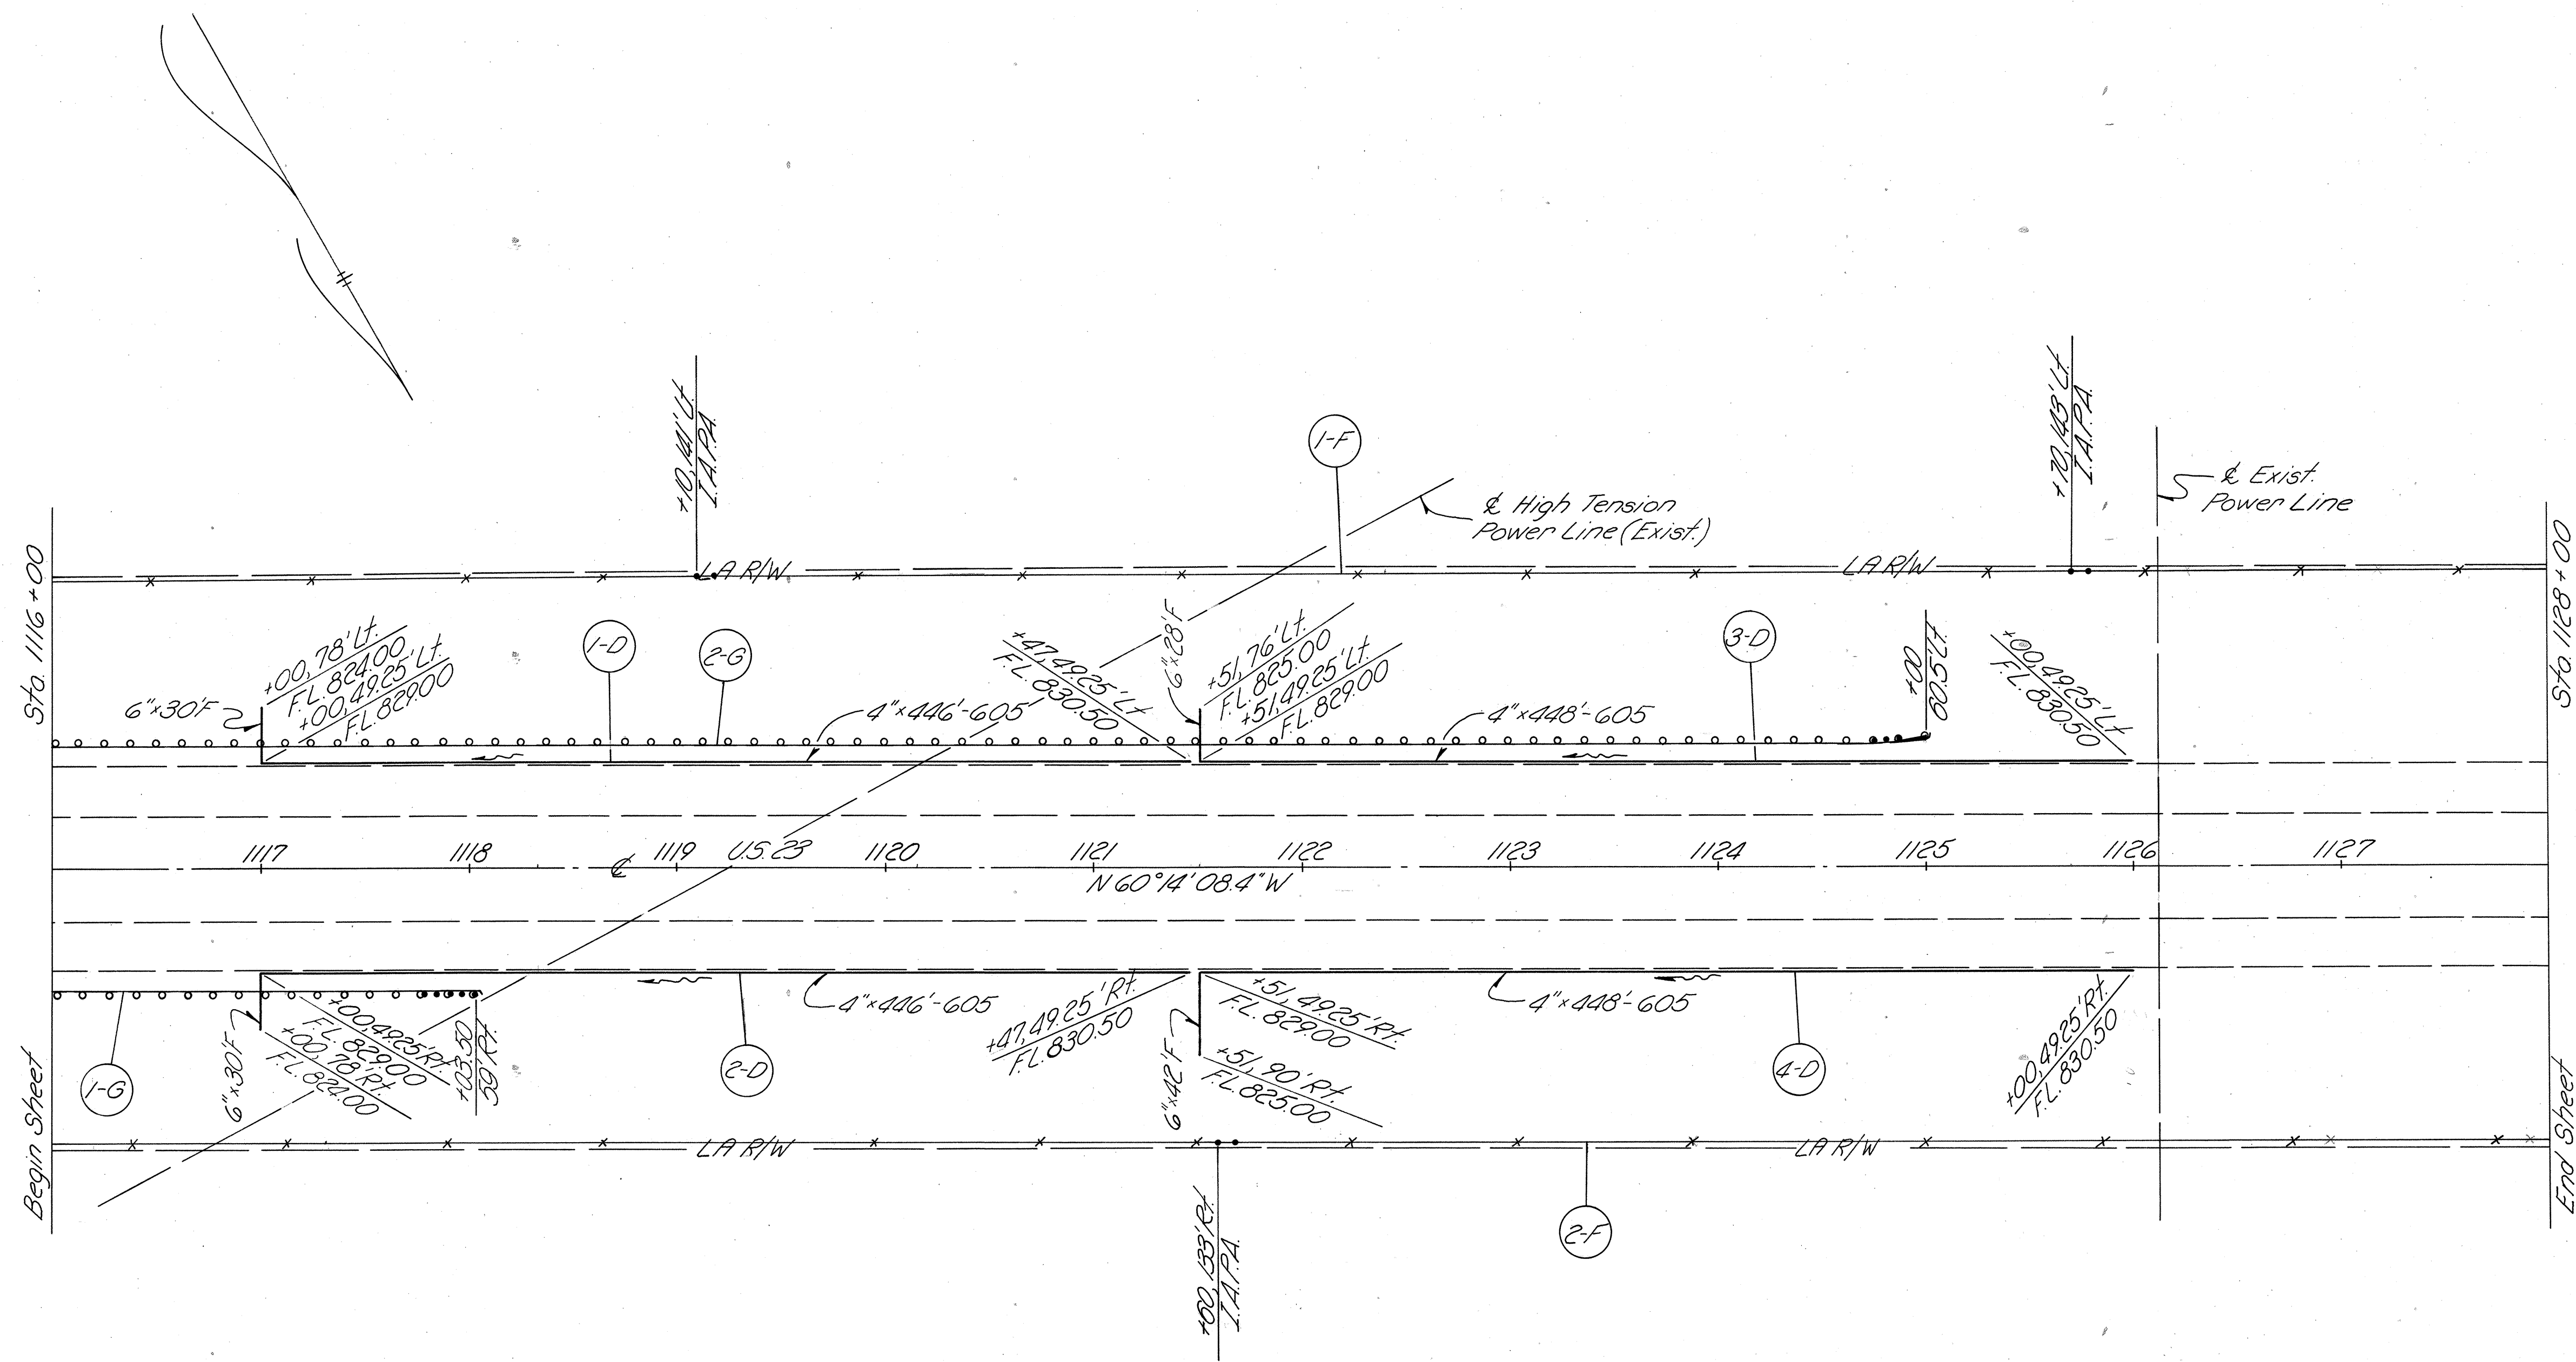 +10,141' Lt.
I.A.P.A.
+70,143' Lt.
I.A.P.A.
1-F
℄ High Tension
Power Line (Exist.)
℄ Exist.
Power Line
Sta. 1116+00
LA R/W
LA R/W
Sta. 1128+00
+00,78' Lt.
F.L. 824.00
+00,49.25' Lt.
F.L. 829.00
6"x30'F
1-D
2-G
4"x446'-605
+47,49.25' Lt
F.L. 830.50
6"x28'F
+51,76' Lt.
F.L. 825.00
+51,49.25' Lt.
F.L. 829.00
4"x448'-605
3-D
+00
60.5' Lt.
+00,49.25' Lt
F.L. 830.50
1117
1118
℄
1119
U.S. 23
1120
1121
1122
1123
1124
1125
1126
1127
N 60°14'08.4" W
1-G
6"x30'F
+00,49.25' Rt.
F.L. 829.00
+00,78' Rt.
F.L. 824.00
+03.50
59' Rt.
2-D
4"x446'-605
+47,49.25' Rt.
F.L. 830.50
6"x42'F
+51,49.25' Rt.
F.L. 829.00
+51,90' Rt.
F.L. 825.00
4"x448'-605
4-D
+00,49.25' Rt
F.L. 830.50
Begin Sheet
LA R/W
LA R/W
End Sheet
+60,133' Rt.
I.A.P.A.
2-F